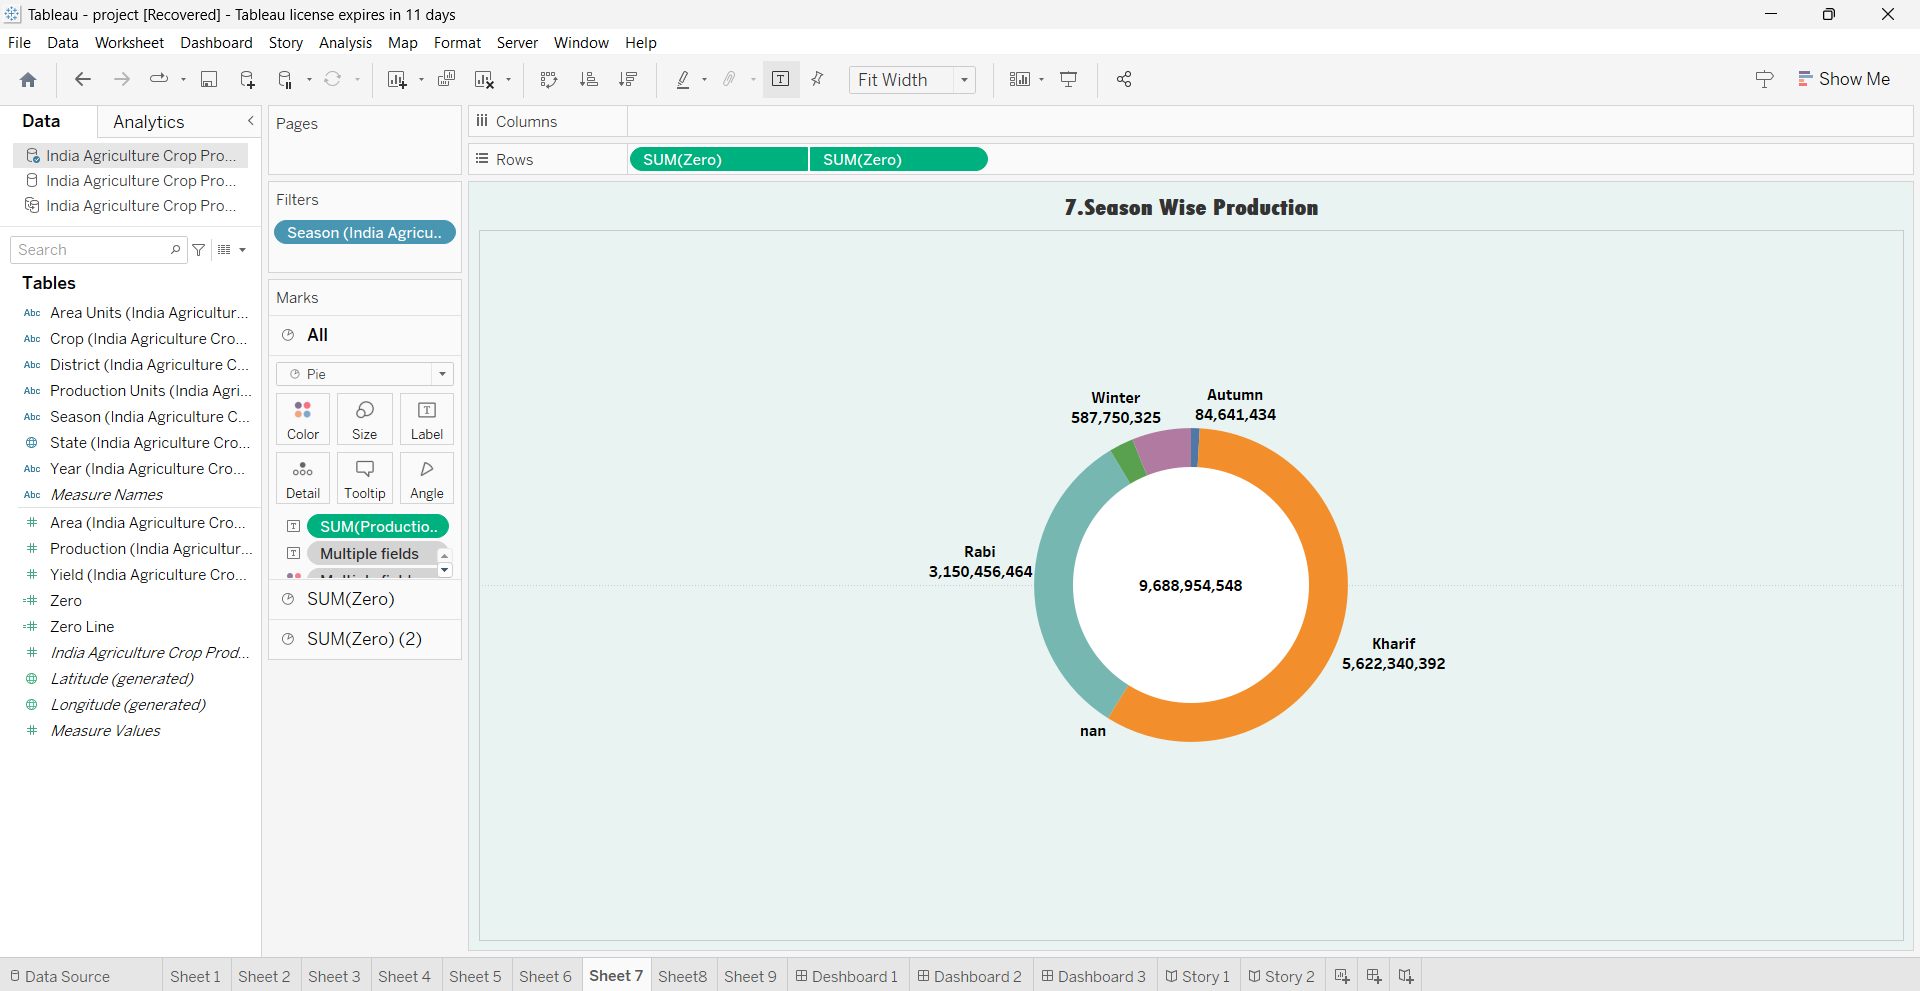 Tableau - project [Recovered] - Tableau license expires in 11 days
File Data Worksheet Dashboard Story Analysis Map Format Server Window Help
Fit Width
Show Me
Data
Analytics
India Agriculture Crop Pro...
India Agriculture Crop Pro...
India Agriculture Crop Pro...
Search
Tables
Abc Area Units (India Agricultur...
Abc Crop (India Agriculture Cro...
Abc District (India Agriculture C...
Abc Production Units (India Agri...
Abc Season (India Agriculture C...
State (India Agriculture Cro...
Abc Year (India Agriculture Cro...
Abc Measure Names
Area (India Agriculture Cro...
Production (India Agricultur...
Yield (India Agriculture Cro...
Zero
Zero Line
India Agriculture Crop Prod...
Latitude (generated)
Longitude (generated)
Measure Values
Pages
Filters
Season (India Agricu..
Marks
All
Pie
Color Size Label
Detail Tooltip Angle
SUM(Productio..
Multiple fields
SUM(Zero)
SUM(Zero) (2)
Columns
Rows SUM(Zero) SUM(Zero)
7.Season Wise Production
Winter
587,750,325
Autumn
84,641,434
Rabi
3,150,456,464
9,688,954,548
Kharif
5,622,340,392
nan
Data Source Sheet 1 Sheet 2 Sheet 3 Sheet 4 Sheet 5 Sheet 6 Sheet 7 Sheet8 Sheet 9 Deshboard 1 Dashboard 2 Dashboard 3 Story 1 Story 2